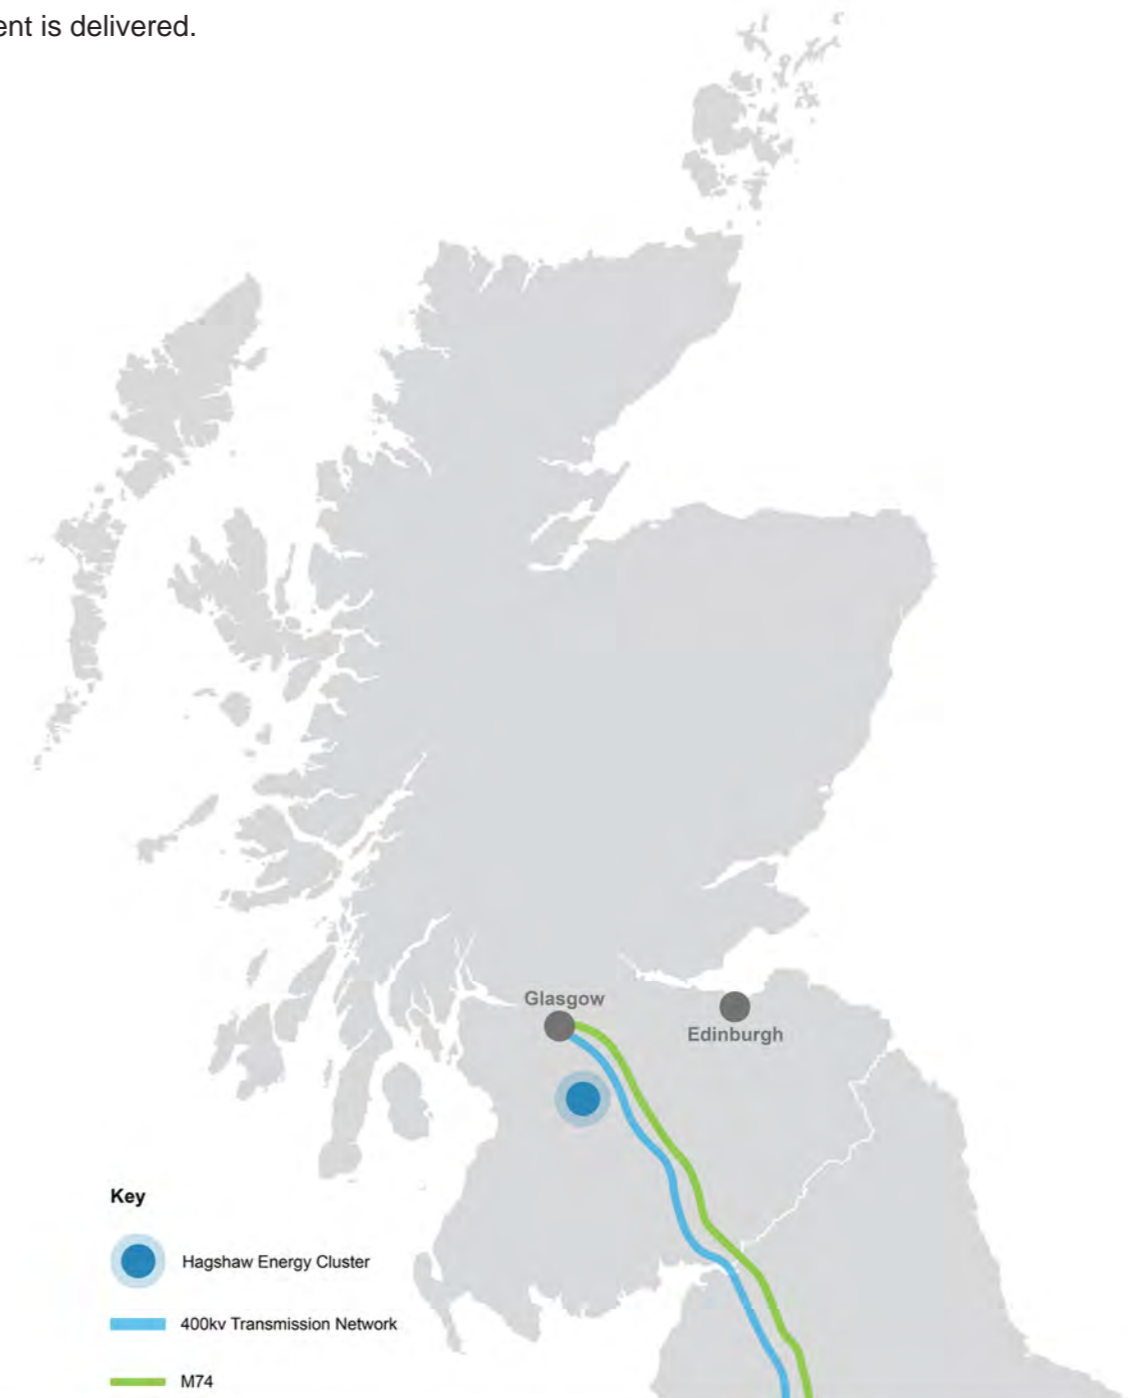 ent is delivered.
Glasgow
Edinburgh
Key
Hagshaw Energy Cluster
400kv Transmission Network
M74